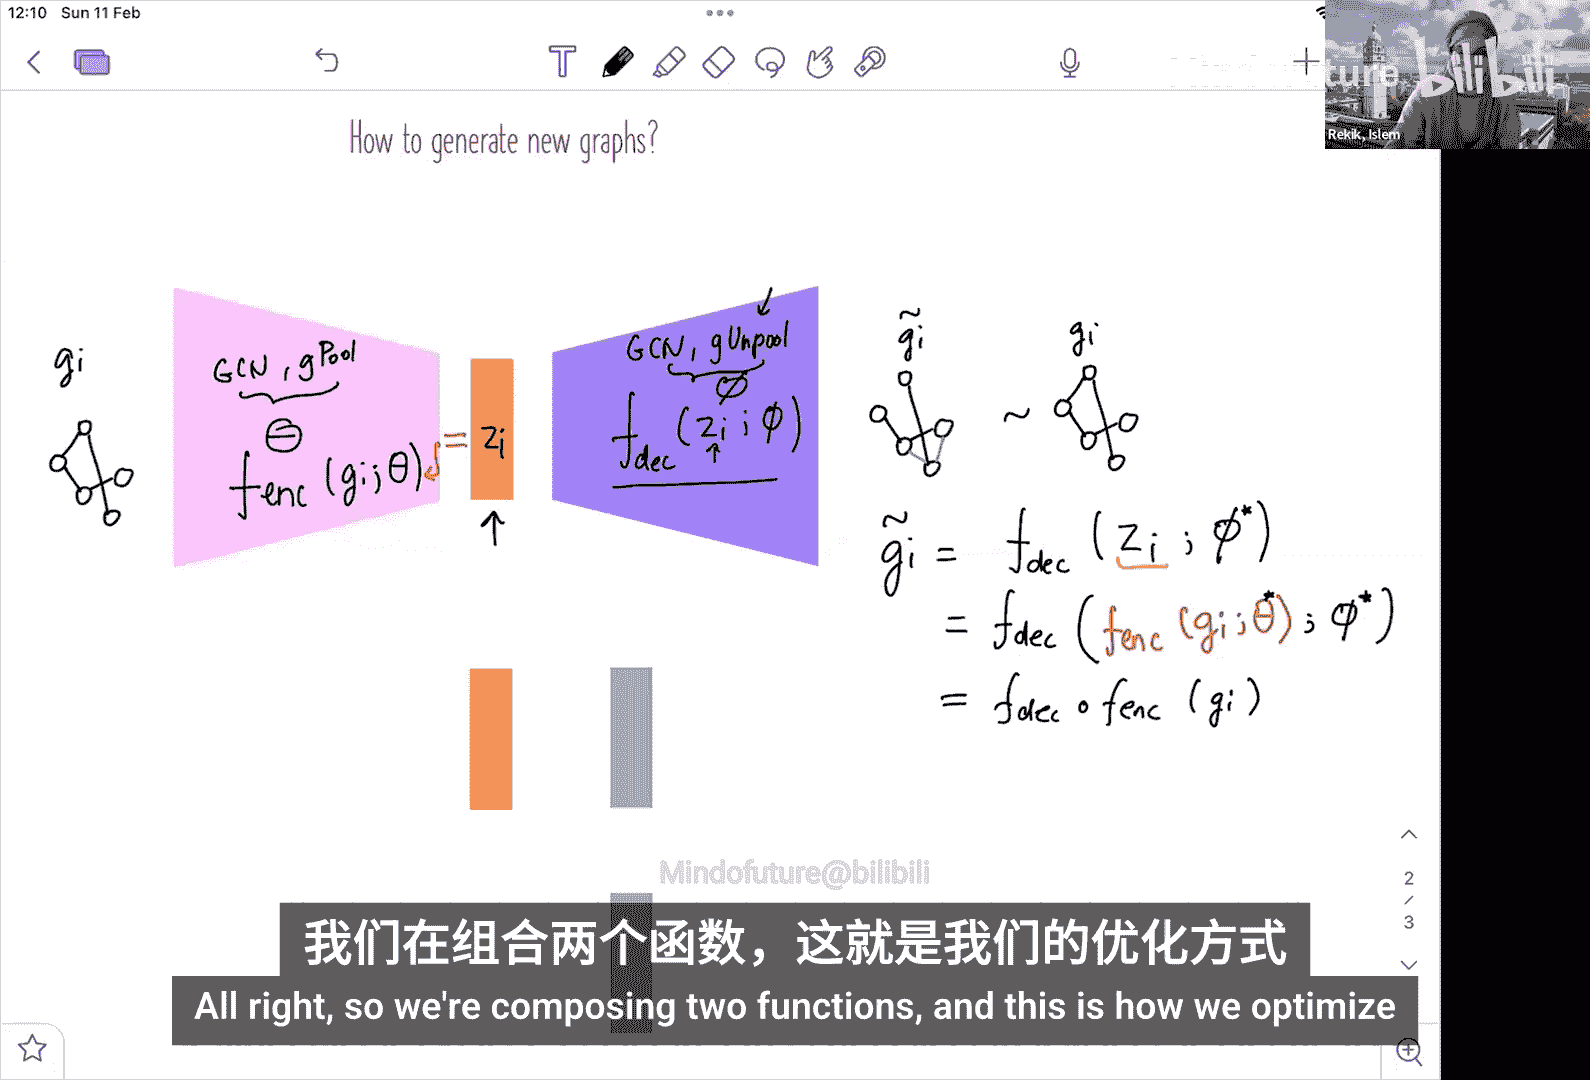 12:10 Sun 11 Feb
ture
bilibili
Rekik, Islem
How to generate new graphs?
gi
GCN, gPool
θ
fenc (gi; θ)
= zi
GCN, gUnpool
φ
fdec (zi; φ)
g̃i
~
gi
g̃i = fdec (zi; φ*)
= fdec (fenc (gi; θ*); φ*)
= fdec ∘ fenc (gi)
2
/
3
Mindofuture@bilibili
我们在组合两个函数，这就是我们的优化方式
All right, so we're composing two functions, and this is how we optimize